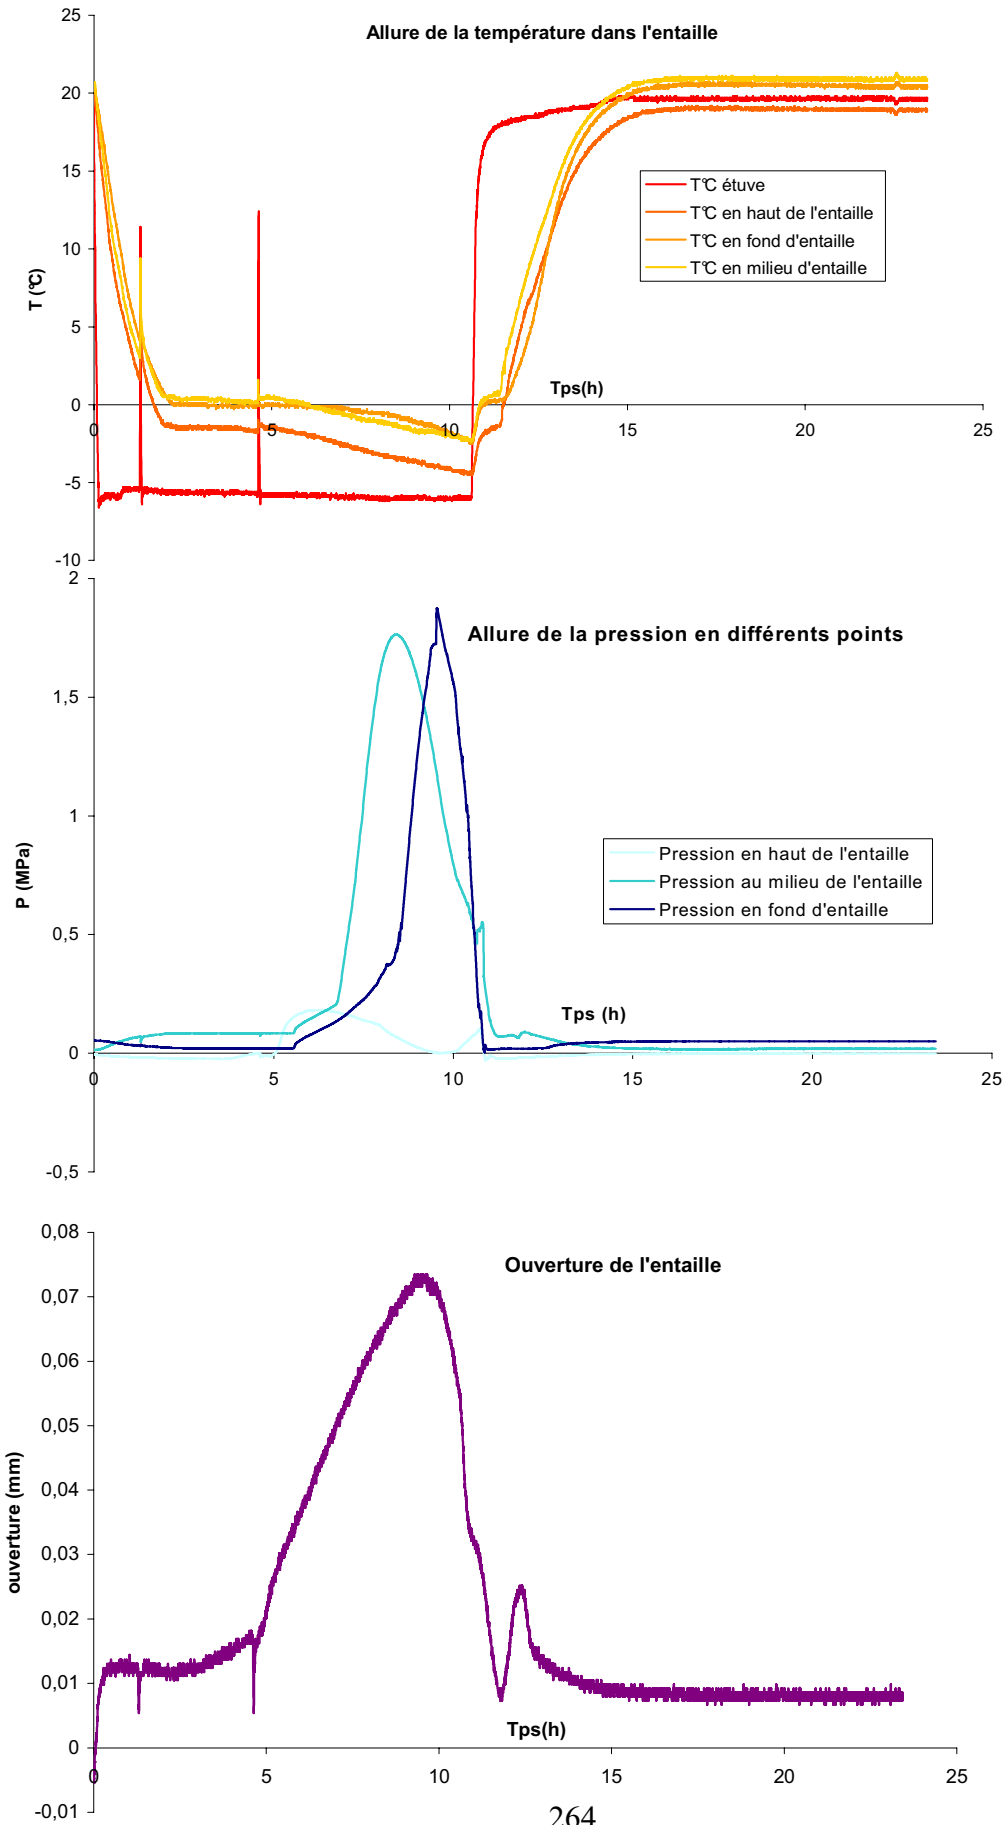 Allure de la température dans l'entaille
25
20
15
10
5
0
-5
-10
T (°C)
0
5
10
15
20
25
Tps(h)
T°C étuve
T°C en haut de l'entaille
T°C en fond d'entaille
T°C en milieu d'entaille
Allure de la pression en différents points
2
1,5
1
0,5
0
-0,5
P (MPa)
0
5
10
15
20
25
Tps (h)
Pression en haut de l'entaille
Pression au milieu de l'entaille
Pression en fond d'entaille
Ouverture de l'entaille
0,08
0,07
0,06
0,05
0,04
0,03
0,02
0,01
0
-0,01
ouverture (mm)
0
5
10
15
20
25
Tps(h)
264